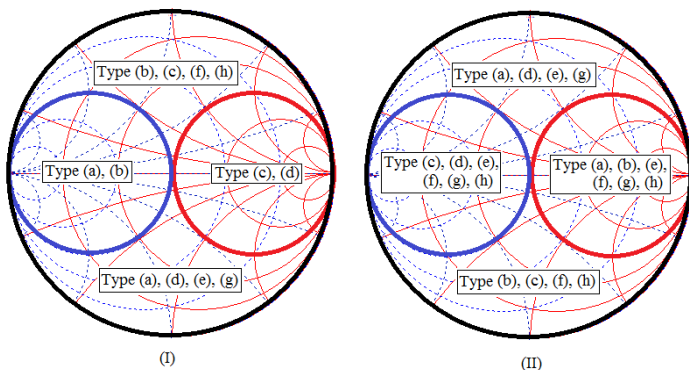 Type (b), (c), (f), (h)
Type (a), (b)
Type (c), (d)
Type (a), (d), (e), (g)
(I)
Type (a), (d), (e), (g)
Type (c), (d), (e),
(f), (g), (h)
Type (a), (b), (e),
(f), (g), (h)
Type (b), (c), (f), (h)
(II)